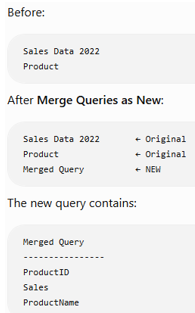 Before:
Sales Data 2022
Product
After Merge Queries as New:
Sales Data 2022 ← Original
Product ← Original
Merged Query ← NEW
The new query contains:
Merged Query
----------------
ProductID
Sales
ProductName